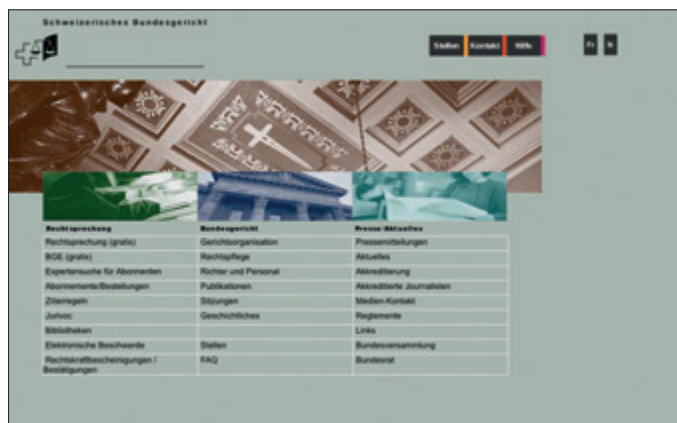 Schweizerisches Bundesgericht
Stellen Kontakt Hilfe Fr It
Rechtsprechung Bundesgericht Presse/Aktuelles
Rechtsprechung (gratis) Gerichtsorganisation Pressemitteilungen
BGE (gratis) Rechtspflege Aktuelles
Expertensuche für Abonnenten Richter und Personal Akkreditierung
Abonnemente/Bestellungen Publikationen Akkreditierte Journalisten
Zitierregeln Sitzungen Medien-Kontakt
Jurivoc Geschichtliches Reglemente
Bibliotheken Links
Elektronische Beschwerde Stellen Bundesversammlung
Rechtskraftbescheinigungen / FAQ Bundesrat
Bestätigungen